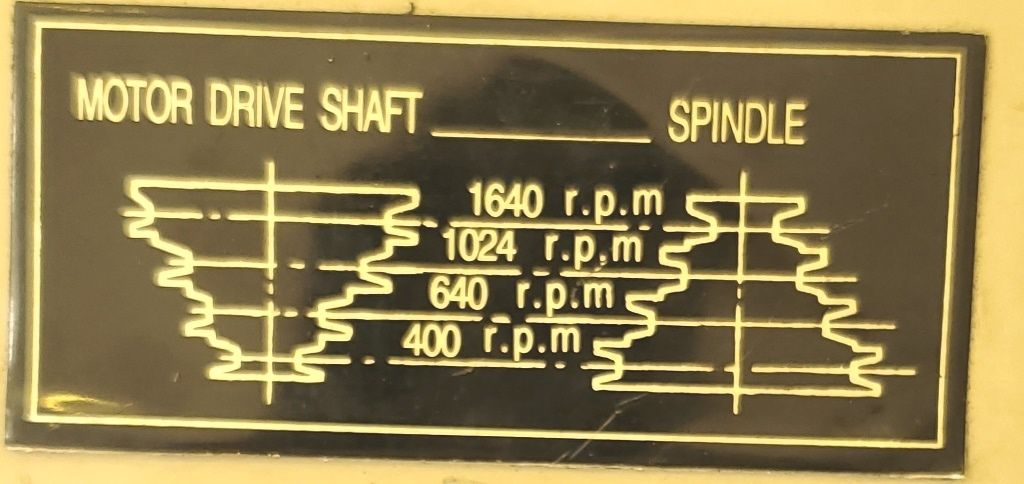 MOTOR DRIVE SHAFT SPINDLE
1640 r.p.m
1024 r.p.m
640 r.p.m
400 r.p.m